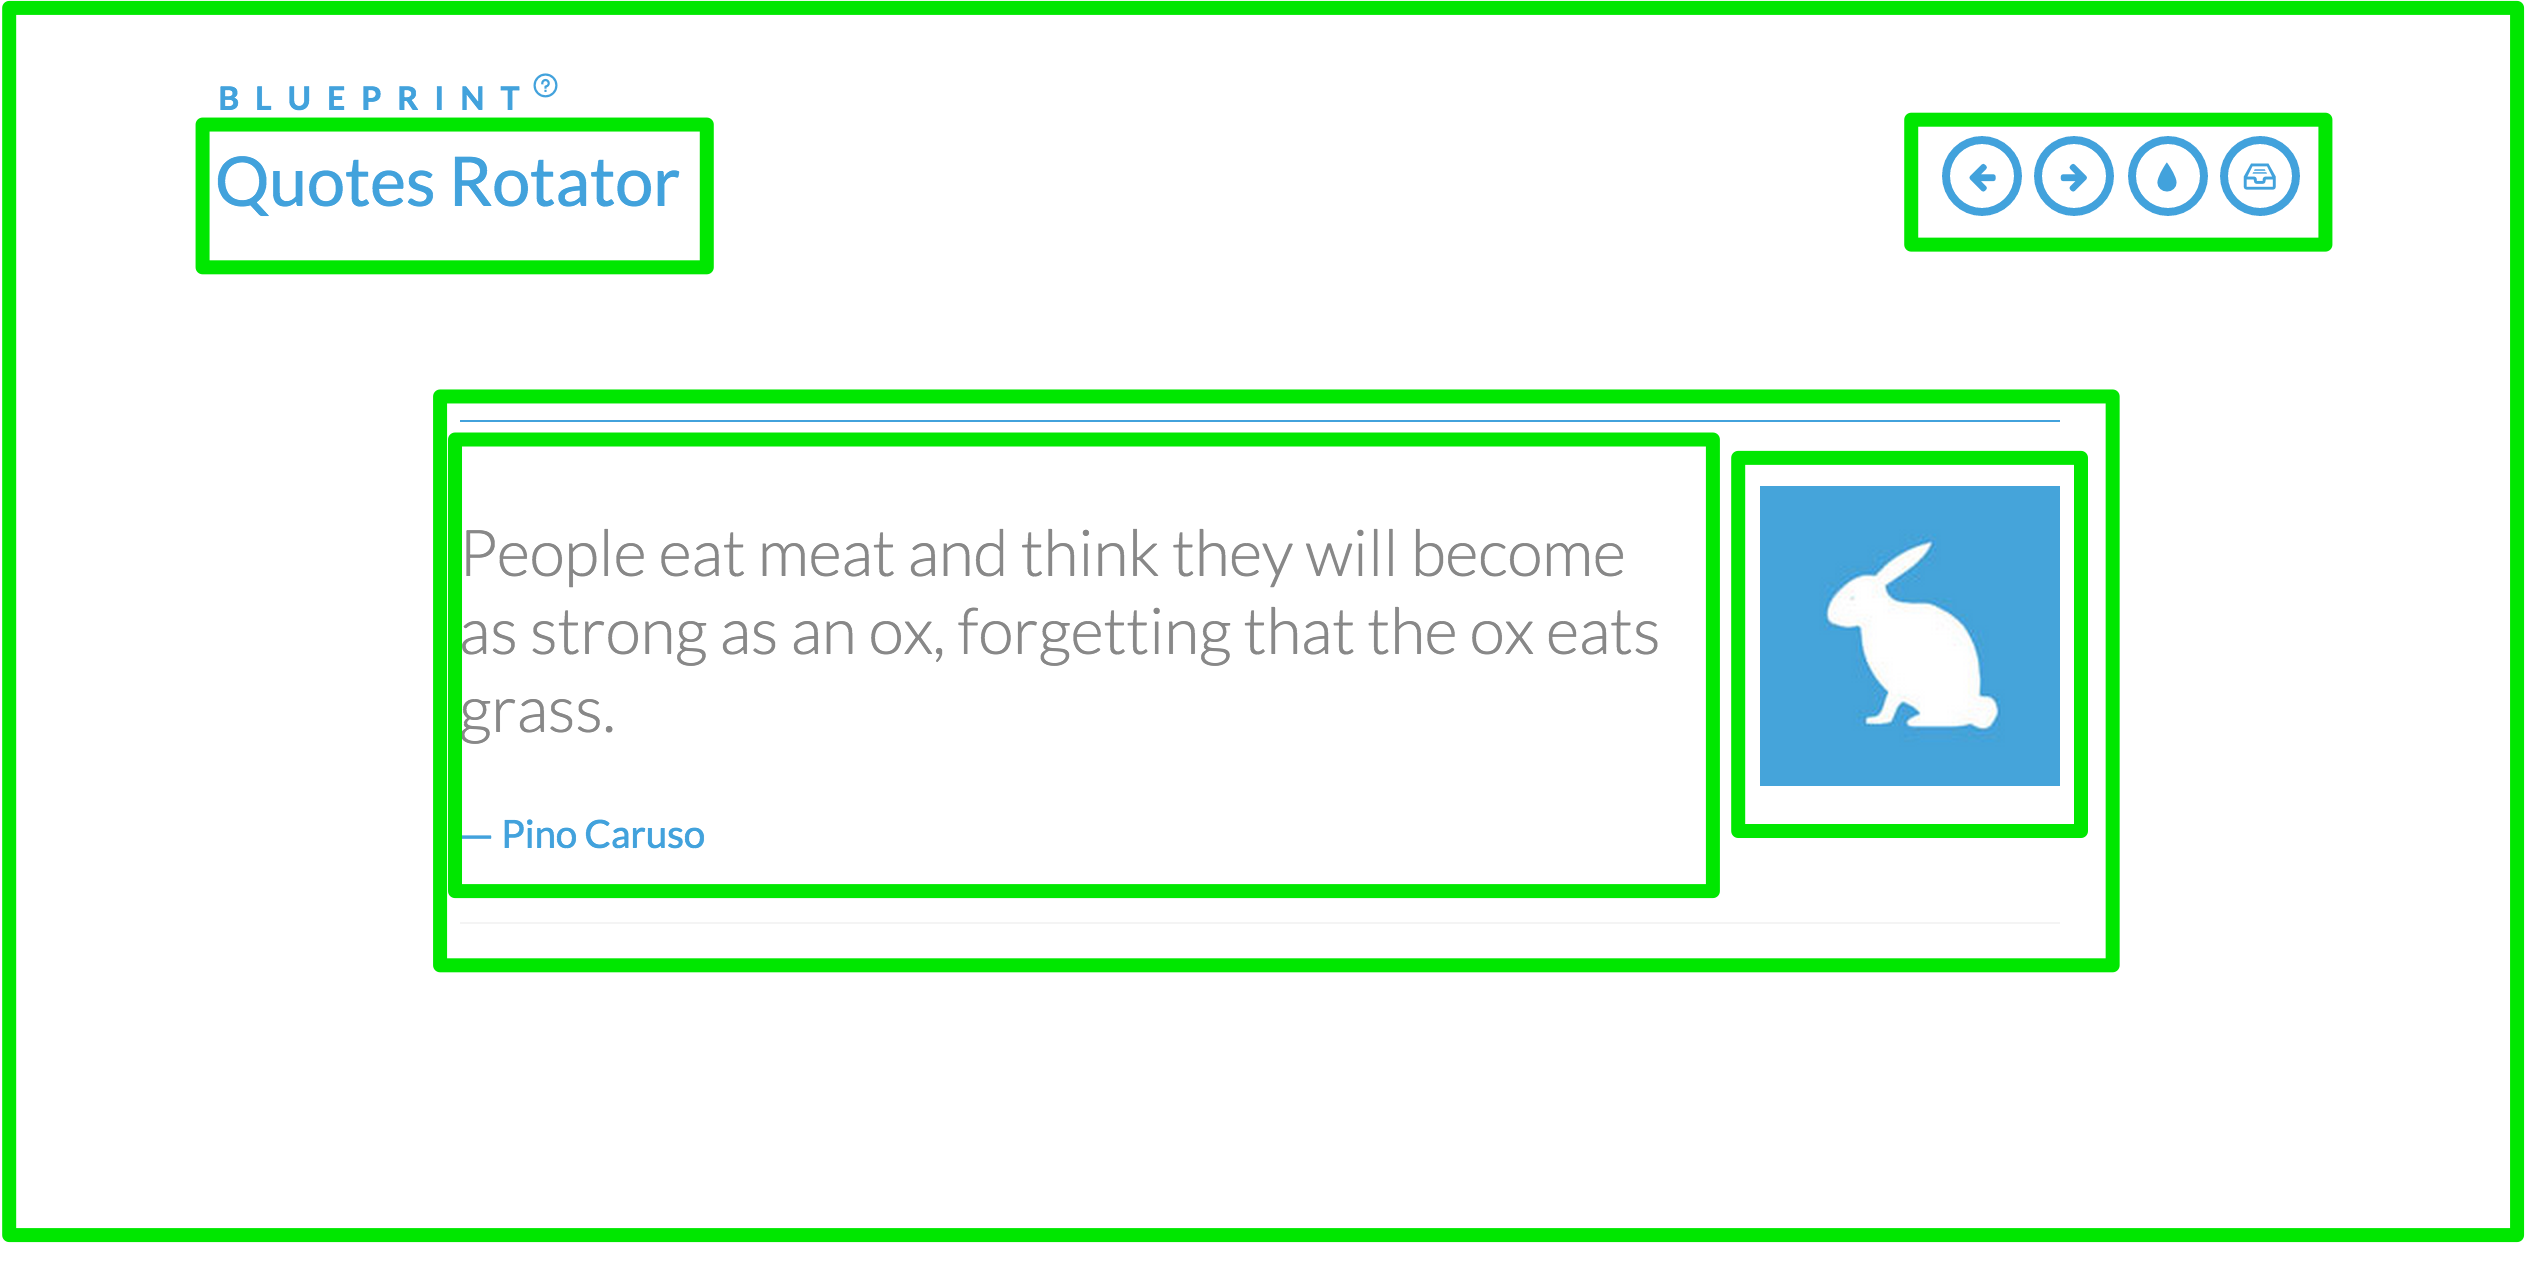 BLUEPRINT ?
Quotes Rotator
People eat meat and think they will become
as strong as an ox, forgetting that the ox eats
grass.
— Pino Caruso